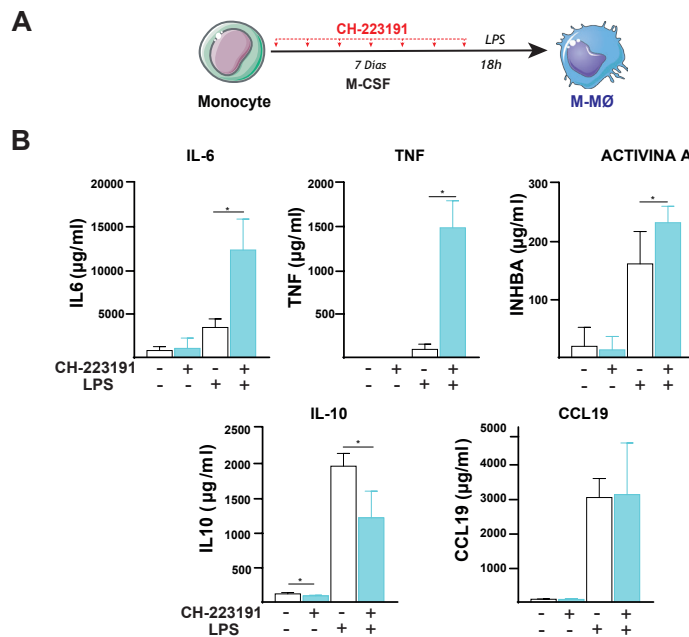 A
CH-223191
LPS
7 Dias
18h
M-CSF
Monocyte
M-MØ
B
IL-6
TNF
ACTIVINA A
IL6 (µg/ml)
20000
15000
10000
5000
TNF (µg/ml)
2000
1500
1000
500
INHBA (µg/ml)
300
200
100
*
*
*
CH-223191 - + - + - + - + - + - +
LPS - - + + - - + + - - + +
IL-10
CCL19
IL10 ( µg/ml)
2500
2000
1500
1000
500
CCL19 (µg/ml)
5000
4000
3000
2000
1000
*
*
CH-223191 - + - + - + - +
LPS - - + + - - + +